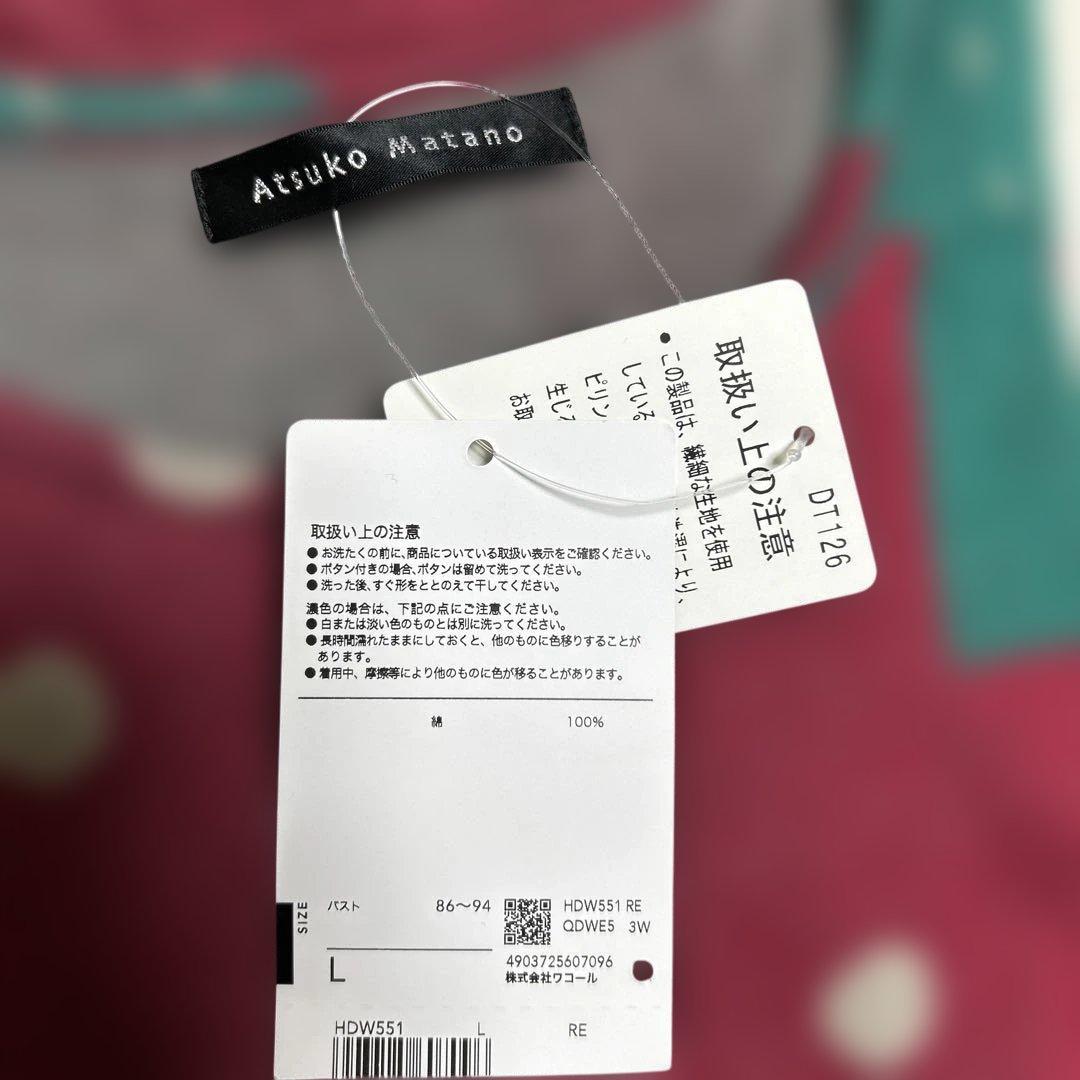 Atsuko Matano
取扱い上の注意
DT126
●この製品は、繊細な生地を使用
している
ピリン
生じ
お取
取扱い上の注意
●お洗たくの前に、商品についている取扱い表示をご確認ください。
●ボタン付きの場合、ボタンは留めて洗ってください。
●洗った後、すぐ形をととのえて干してください。
濃色の場合は、下記の点にご注意ください。
●白または淡い色のものとは別に洗ってください。
●長時間濡れたままにしておくと、他のものに色移りすることが
あります。
●着用中、摩擦等により他のものに色が移ることがあります。
綿 100%
SIZE
バスト 86〜94
L
HDW551 RE
QDWE5 3W
4903725607096
株式会社ワコール
HDW551 L RE